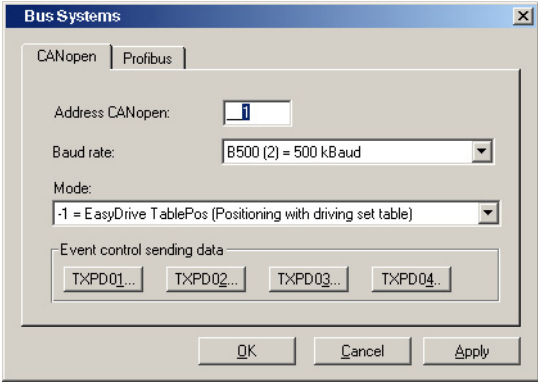 Bus Systems
CANopen Profibus
Address CANopen: __1
Baud rate: B500 (2) = 500 kBaud
Mode:
-1 = EasyDrive TablePos (Positioning with driving set table)
Event control sending data
TXPD01... TXPD02... TXPD03... TXPD04..
OK Cancel Apply